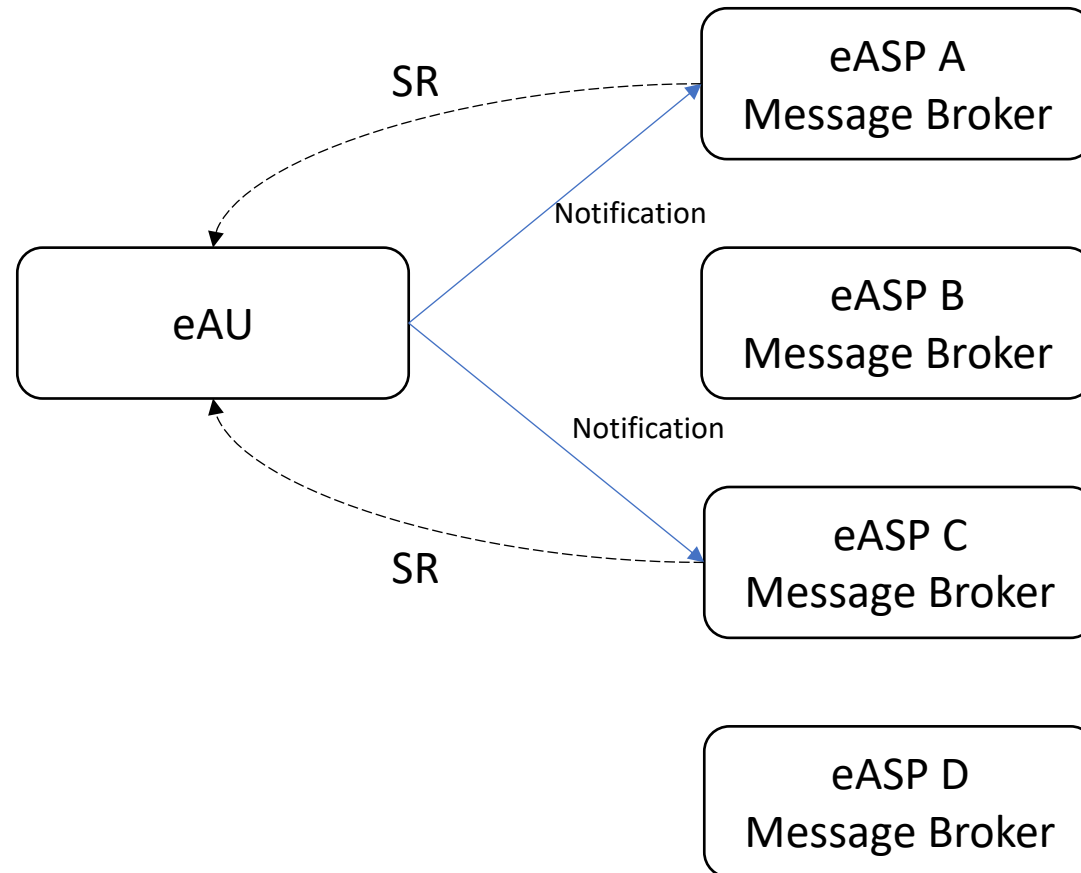 eASP A
Message Broker
SR
Notification
eAU
eASP B
Message Broker
Notification
eASP C
Message Broker
SR
eASP D
Message Broker